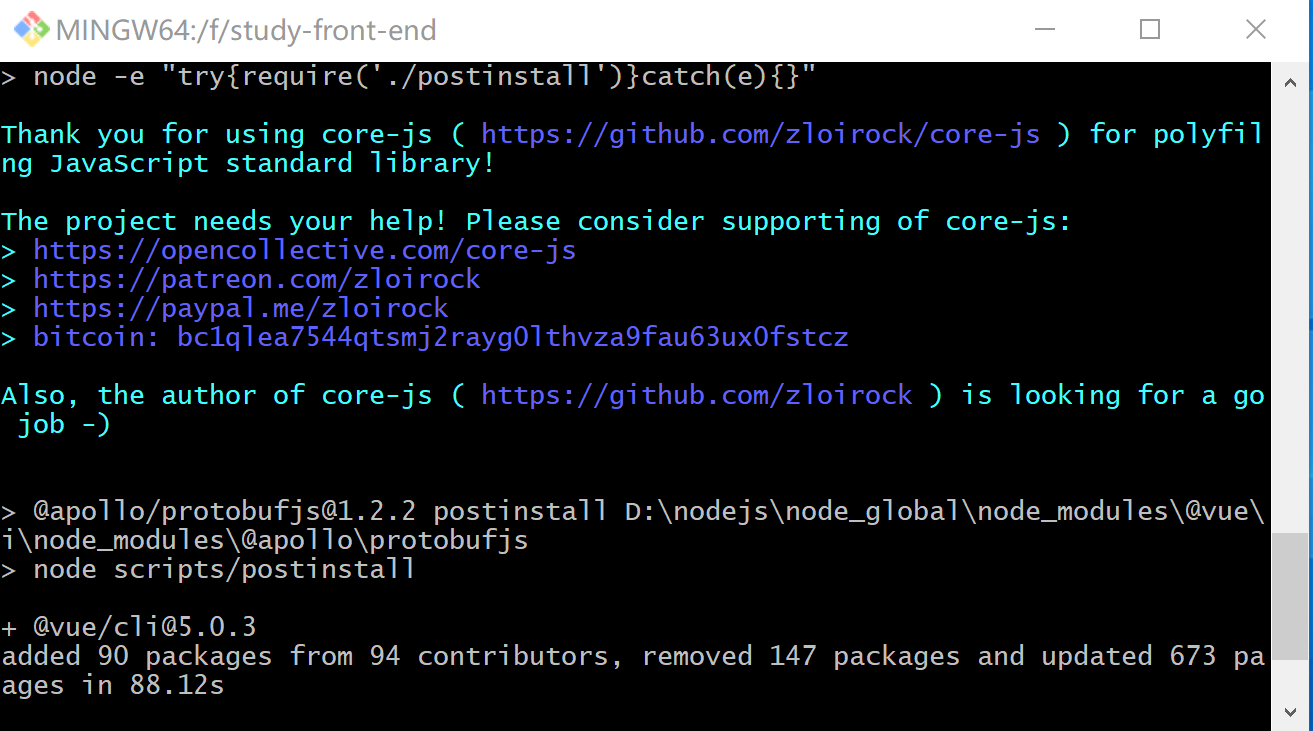 MINGW64:/f/study-front-end
> node -e "try{require('./postinstall')}catch(e){}"
Thank you for using core-js ( https://github.com/zloirock/core-js ) for polyfil
ng JavaScript standard library!
The project needs your help! Please consider supporting of core-js:
> https://opencollective.com/core-js
> https://patreon.com/zloirock
> https://paypal.me/zloirock
> bitcoin: bc1qlea7544qtsmj2rayg0lthvza9fau63ux0fstcz
Also, the author of core-js ( https://github.com/zloirock ) is looking for a go
job -)
> @apollo/protobufjs@1.2.2 postinstall D:\nodejs\node_global\node_modules\@vue\
i\node_modules\@apollo\protobufjs
> node scripts/postinstall
+ @vue/cli@5.0.3
added 90 packages from 94 contributors, removed 147 packages and updated 673 pa
ages in 88.12s